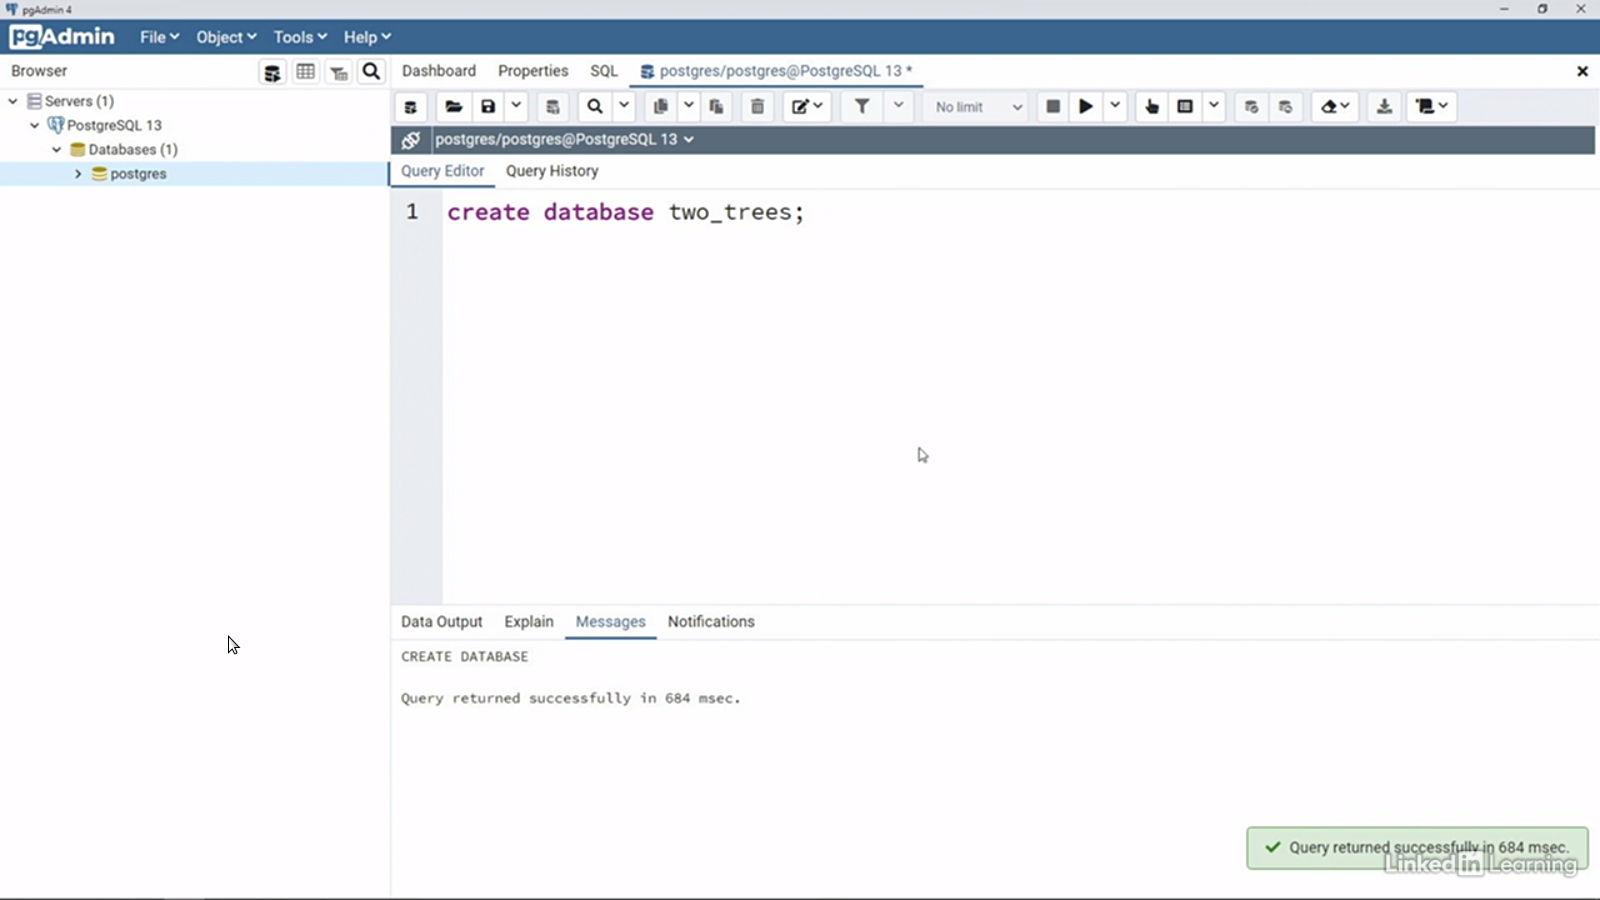 pgAdmin 4
pgAdmin File Object Tools Help
Browser
Dashboard Properties SQL postgres/postgres@PostgreSQL 13 *
Servers (1)
PostgreSQL 13
Databases (1)
postgres
No limit
postgres/postgres@PostgreSQL 13
Query Editor Query History
1 create database two_trees;
Data Output Explain Messages Notifications
CREATE DATABASE
Query returned successfully in 684 msec.
Query returned successfully in 684 msec.
Linked in Learning